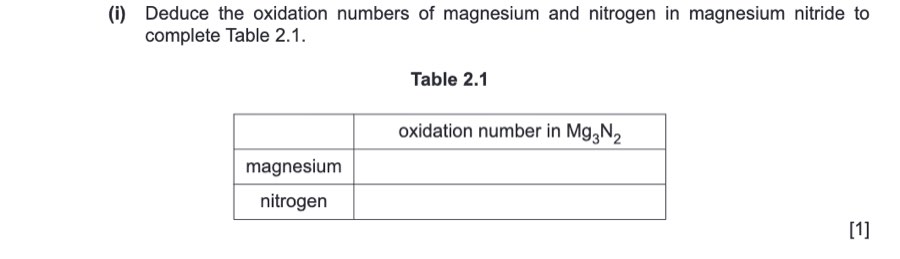 (i) Deduce the oxidation numbers of magnesium and nitrogen in magnesium nitride to
complete Table 2.1.
Table 2.1
oxidation number in Mg₃N₂
magnesium
nitrogen
[1]